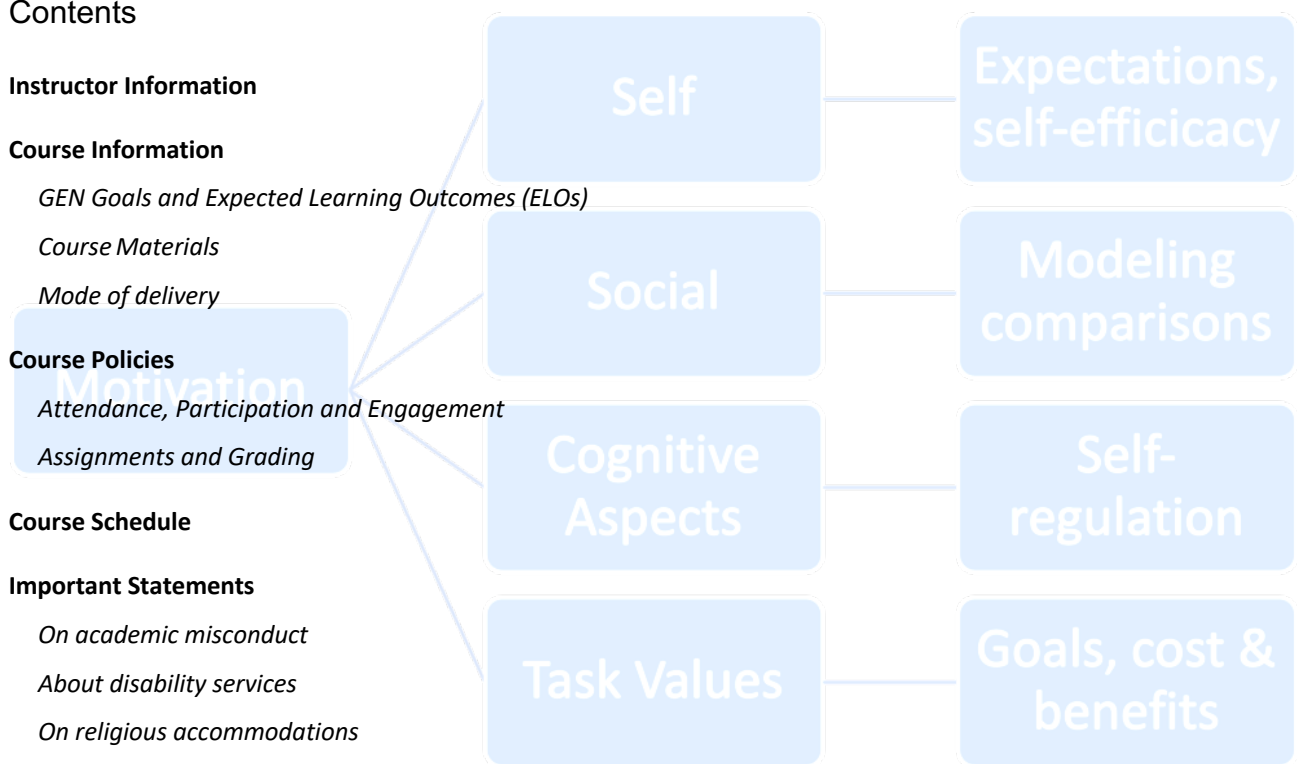 Contents
Instructor Information
Course Information
GEN Goals and Expected Learning Outcomes (ELOs)
Course Materials
Mode of delivery
Course Policies
Attendance, Participation and Engagement
Assignments and Grading
Course Schedule
Important Statements
On academic misconduct
About disability services
On religious accommodations
Motivation
Self
Expectations,
self-efficicacy
Social
Modeling
comparisons
Cognitive
Aspects
Self-
regulation
Task Values
Goals, cost &
benefits